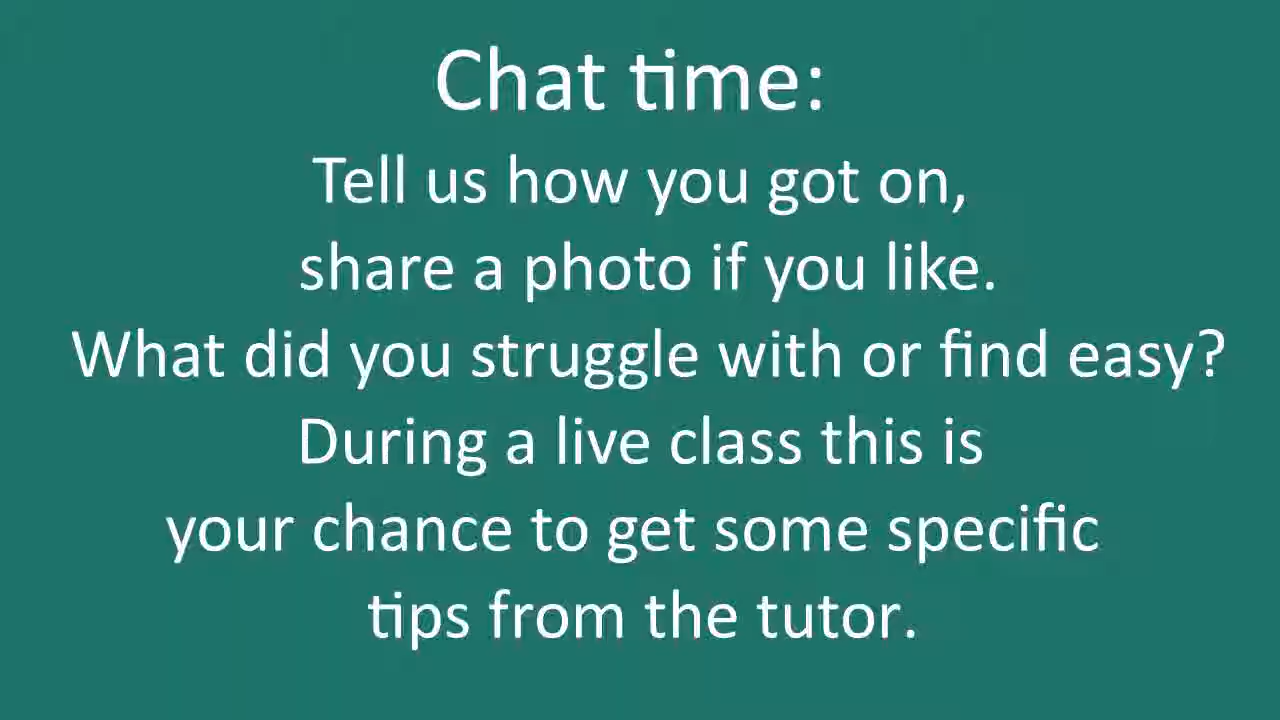 Chat time:
Tell us how you got on,
share a photo if you like.
What did you struggle with or find easy?
During a live class this is
your chance to get some specific
tips from the tutor.